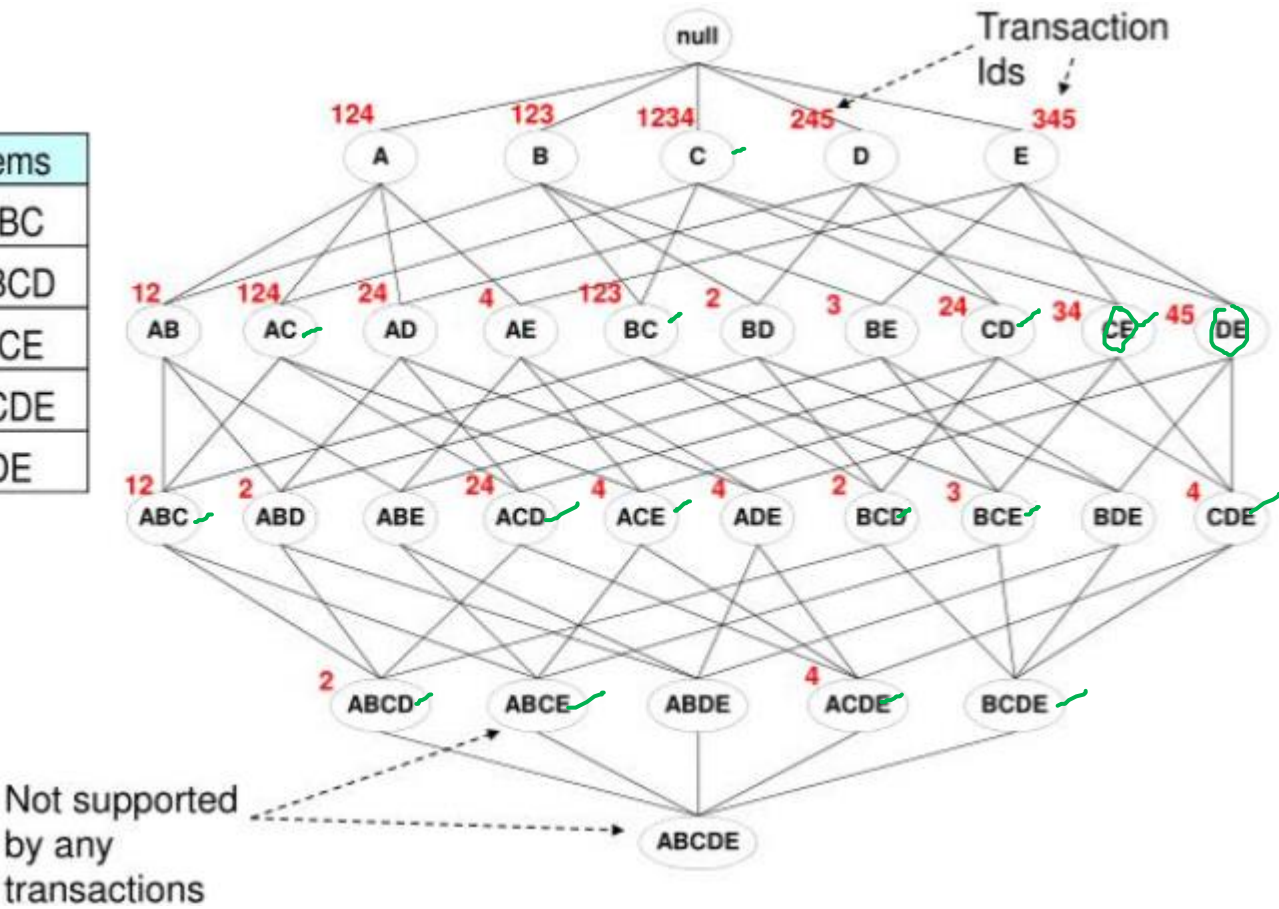 null
Transaction
Ids
124 123 1234 245 345
A B C D E
ems
BC
BCD
CE
CDE
DE
12 124 24 4 123 2 3 24 34 45
AB AC AD AE BC BD BE CD CE DE
12 2 24 4 4 2 3 4
ABC ABD ABE ACD ACE ADE BCD BCE BDE CDE
2 4
ABCD ABCE ABDE ACDE BCDE
Not supported
by any
transactions
ABCDE